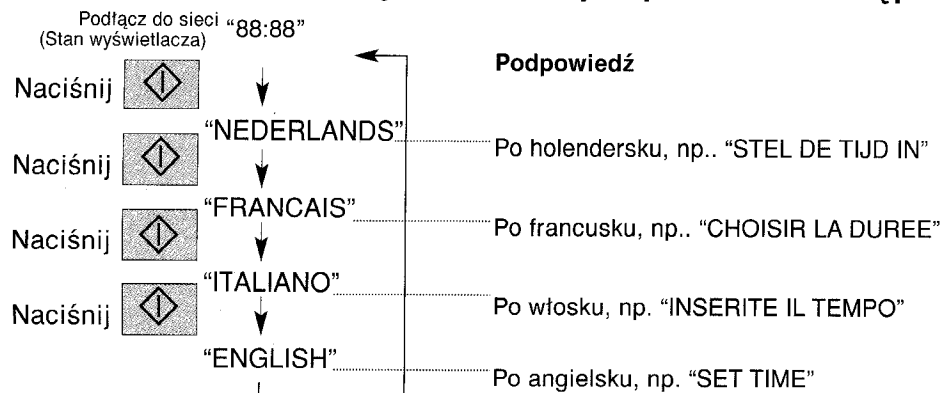 Podłącz do sieci "88:88"
(Stan wyświetlacza)
Podpowiedź
Naciśnij
"NEDERLANDS"
Po holendersku, np.. "STEL DE TIJD IN"
Naciśnij
"FRANCAIS"
Po francusku, np.. "CHOISIR LA DUREE"
Naciśnij
"ITALIANO"
Po włosku, np. "INSERITE IL TEMPO"
Naciśnij
"ENGLISH"
Po angielsku, np. "SET TIME"